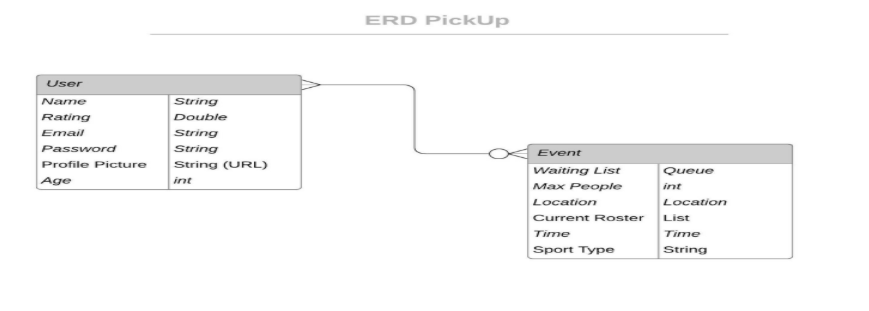 ERD PickUp
User
Name String
Rating Double
Email String
Password String
Profile Picture String (URL)
Age int
Event
Waiting List Queue
Max People int
Location Location
Current Roster List
Time Time
Sport Type String